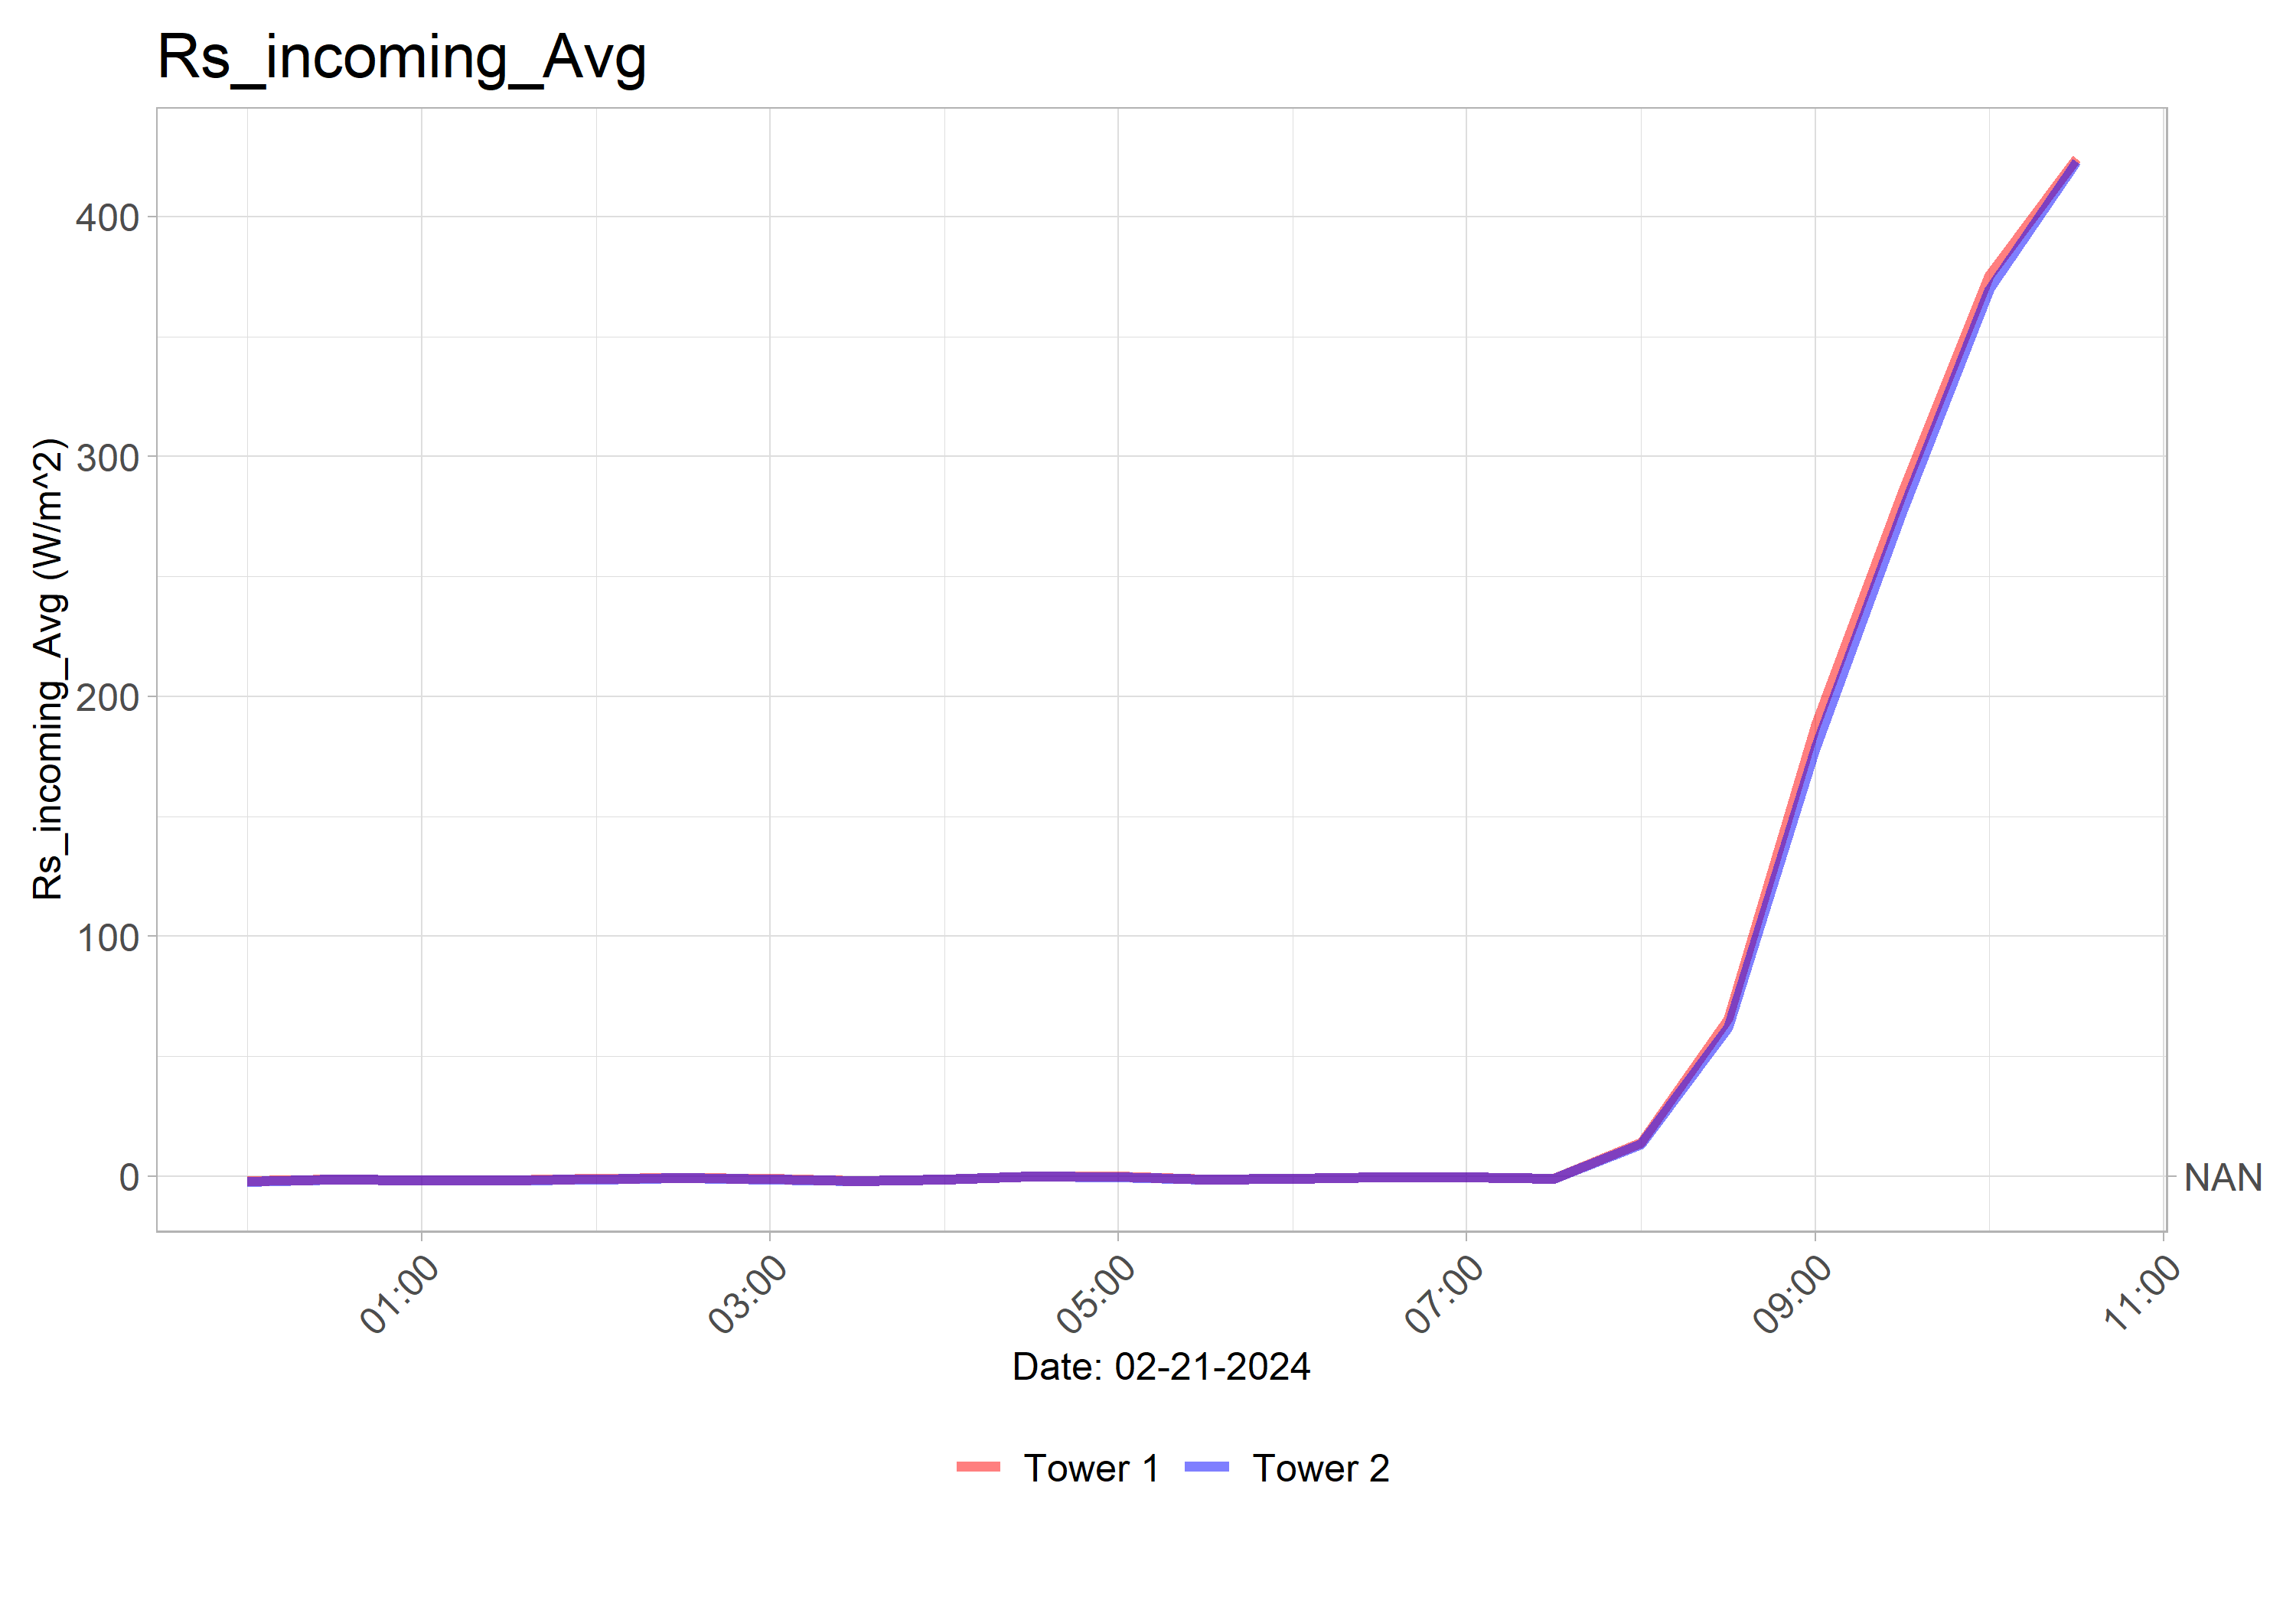 Rs_incoming_Avg
Rs_incoming_Avg (W/m^2)
400
300
200
100
0
NAN
01:00
03:00
05:00
07:00
09:00
11:00
Date: 02-21-2024
Tower 1
Tower 2